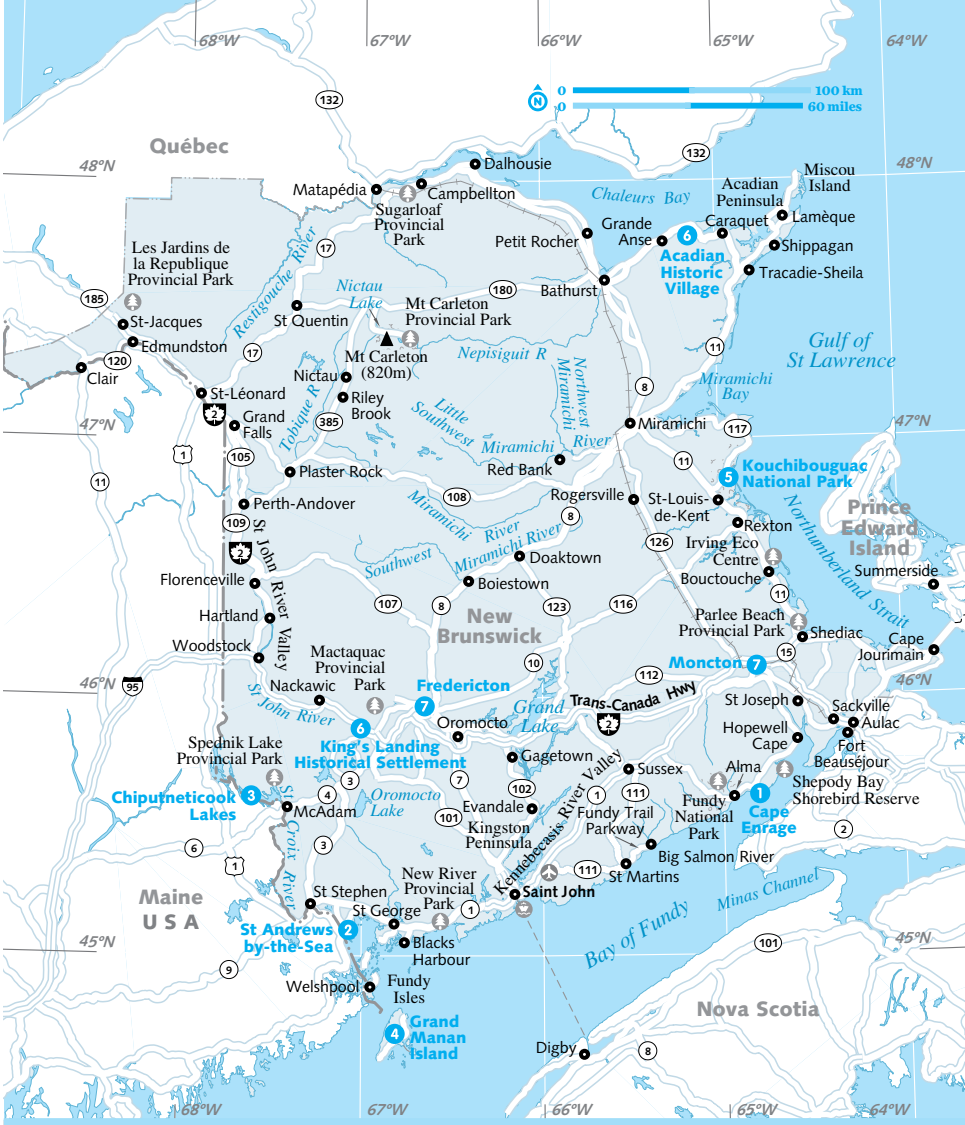 68°W
67°W
66°W
65°W
64°W
0
100 km
0
60 miles
N
132
Québec
132
48°N
48°N
Dalhousie
Matapédia
Campbellton
Miscou
Island
Chaleurs Bay
Acadian
Peninsula
Sugarloaf
Provincial
Park
Grande
Anse
Caraquet
Lamèque
6
Petit Rocher
Shippagan
Acadian
Historic
Village
Tracadie-Sheila
Les Jardins de
la Republique
Provincial Park
17
Restigouche River
Nictau
Lake
180
Bathurst
185
St-Jacques
St Quentin
Mt Carleton
Provincial Park
Edmundston
17
Mt Carleton
(820m)
Nepisiguit R
Northwest
Miramichi
11
Gulf of
St Lawrence
120
Clair
Nictau
8
Miramichi
Bay
St-Léonard
Riley
Brook
2
Grand
Falls
Tobique R
385
Little
Southwest
Miramichi
River
Miramichi
117
47°N
47°N
1
105
11
Plaster Rock
Red Bank
11
5
Kouchibouguac
National Park
108
Rogersville
St-Louis-
de-Kent
Perth-Andover
109
Miramichi
River
8
Rexton
Northumberland Strait
Prince
Edward
Island
2
St John River Valley
126
Irving Eco
Centre
Southwest
Miramichi River
Doaktown
Bouctouche
Summerside
Florenceville
Boiestown
11
107
8
123
116
Hartland
New
Brunswick
Parlee Beach
Provincial Park
Shediac
Woodstock
Mactaquac
Provincial
Park
10
Moncton
7
15
Cape
Jourimain
95
46°N
46°N
Nackawic
112
Fredericton
7
St John River
Grand
Lake
Trans-Canada Hwy
2
St Joseph
Sackville
Aulac
6
Oromocto
Hopewell
Cape
Fort
Beauséjour
King's Landing
Historical Settlement
Spednik Lake
Provincial Park
Gagetown
Sussex
Alma
3
7
102
Shepody Bay
Shorebird Reserve
Chiputneticook
Lakes
3
4
Oromocto
Lake
1
111
Fundy
National
Park
1
Cape
Enrage
McAdam
Evandale
Fundy Trail
Parkway
101
Kingston
Peninsula
2
6
1
St Croix River
3
Kennebecasis River Valley
Big Salmon River
111
St Martins
Maine
U S A
St Stephen
New River
Provincial
Park
Saint John
Minas Channel
St George
1
St Andrews
by-the-Sea
2
Bay of Fundy
Blacks
Harbour
45°N
45°N
101
9
Welshpool
Fundy
Isles
Nova Scotia
4
Grand
Manan
Island
Digby
8
68°W
67°W
66°W
65°W
64°W